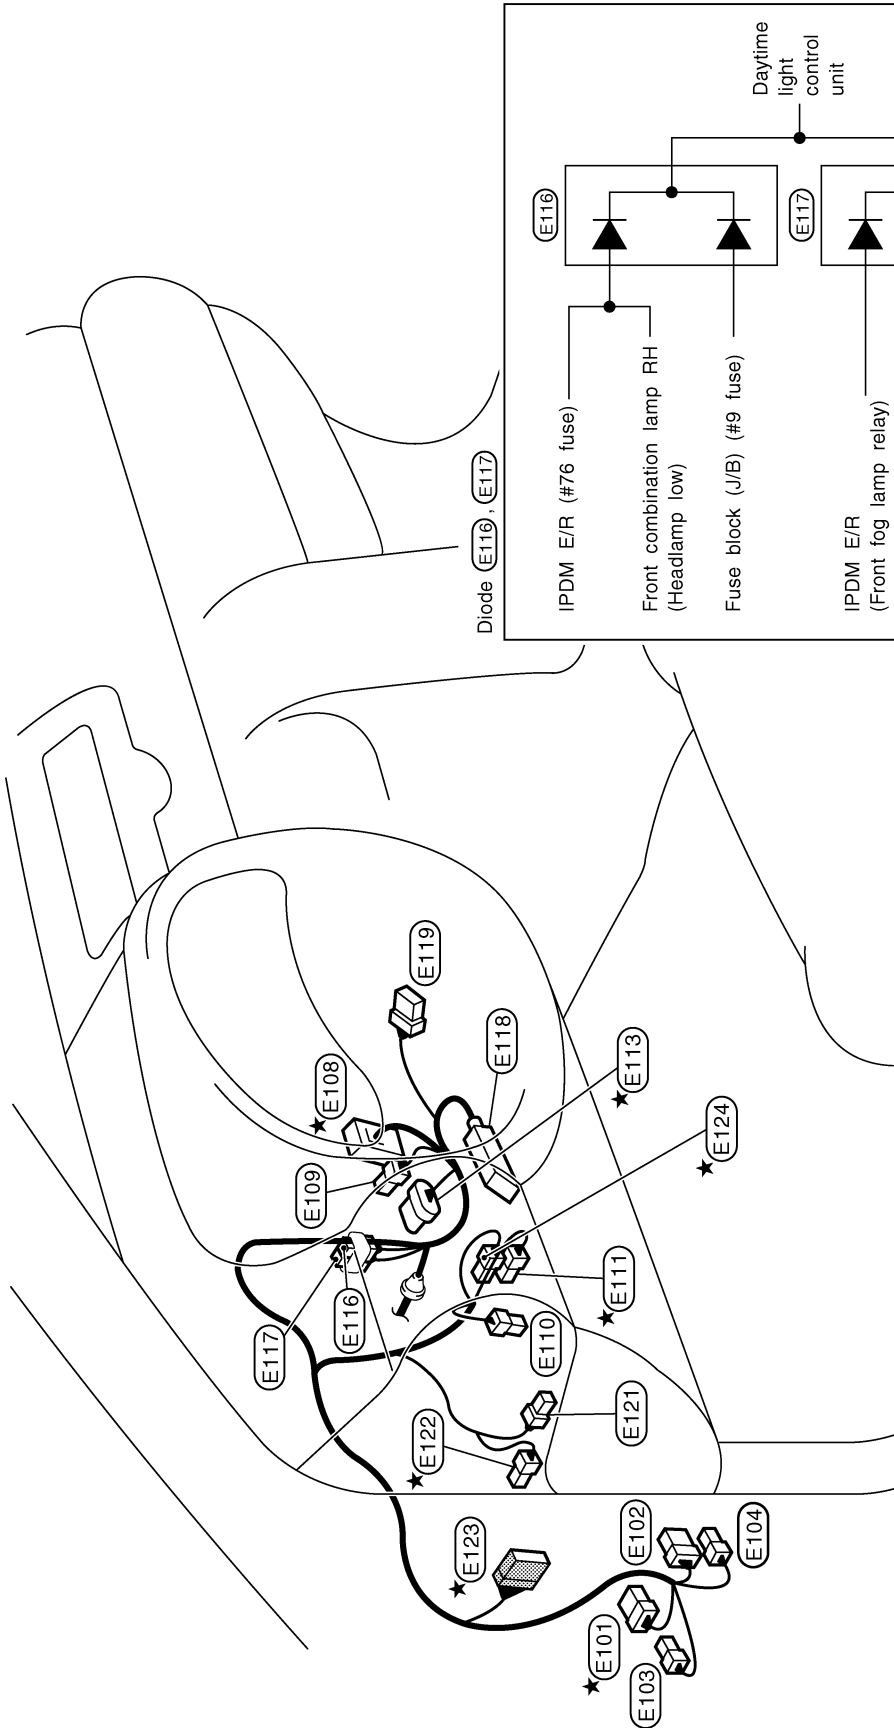 ★ E101
E103
E102
E104
★ E123
★ E122
E121
E117
E116
E110
★ E111
E109
★ E108
★ E124
★ E113
E118
E119
Diode E116 , E117
IPDM E/R (#76 fuse)
Front combination lamp RH
(Headlamp low)
Fuse block (J/B) (#9 fuse)
E116
Daytime
light
control
unit
IPDM E/R
(Front fog lamp relay)
E117